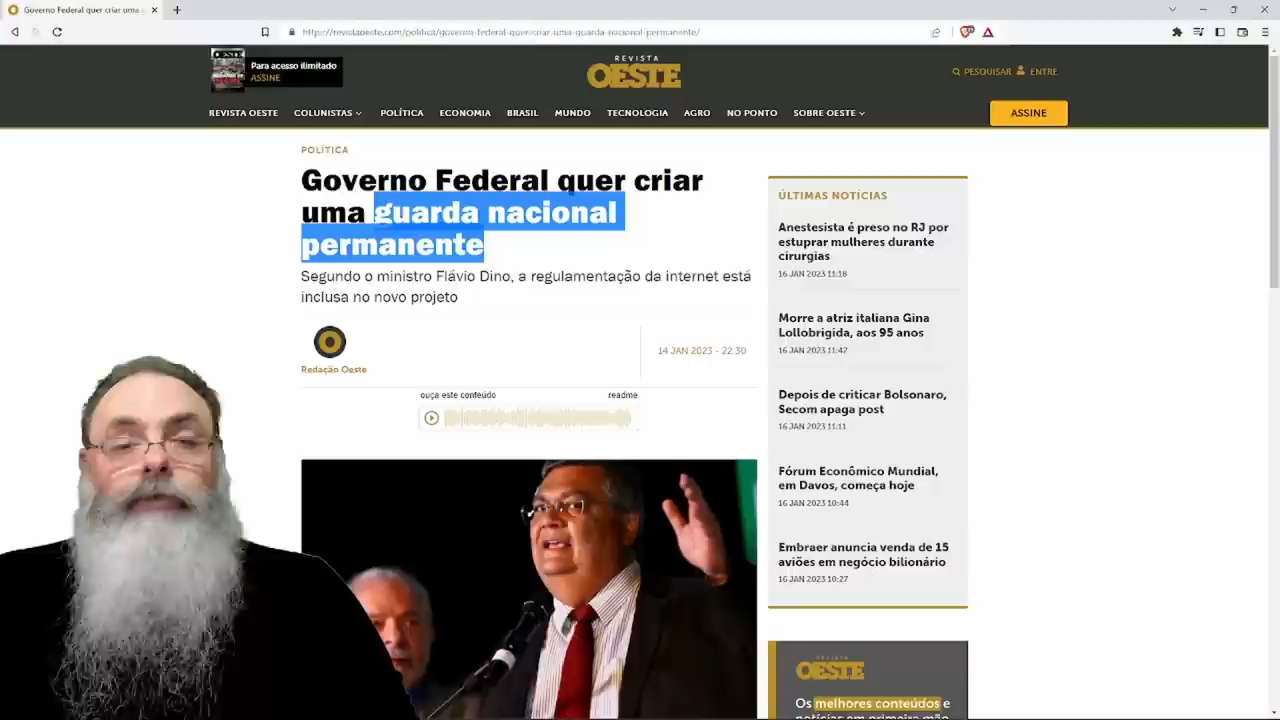 Governo Federal quer criar uma
https://revistaoeste.com/politica/governo-federal-quer-criar-uma-guarda-nacional-permanente/
Para acesso ilimitado
ASSINE
REVISTA
OESTE
PESQUISAR
ENTRE
REVISTA OESTE
COLUNISTAS
POLÍTICA
ECONOMIA
BRASIL
MUNDO
TECNOLOGIA
AGRO
NO PONTO
SOBRE OESTE
ASSINE
POLÍTICA
Governo Federal quer criar
uma guarda nacional
permanente
Segundo o ministro Flávio Dino, a regulamentação da internet está
inclusa no novo projeto
Redação Oeste
14 JAN 2023 - 22:30
ouça este conteúdo
readme
ÚLTIMAS NOTÍCIAS
Anestesista é preso no RJ por
estuprar mulheres durante
cirurgias
16 JAN 2023 11:18
Morre a atriz italiana Gina
Lollobrigida, aos 95 anos
16 JAN 2023 11:42
Depois de criticar Bolsonaro,
Secom apaga post
16 JAN 2023 11:11
Fórum Econômico Mundial,
em Davos, começa hoje
16 JAN 2023 10:44
Embraer anuncia venda de 15
aviões em negócio bilionário
16 JAN 2023 10:27
REVISTA
OESTE
Os melhores conteúdos e
notícias em primeira mão